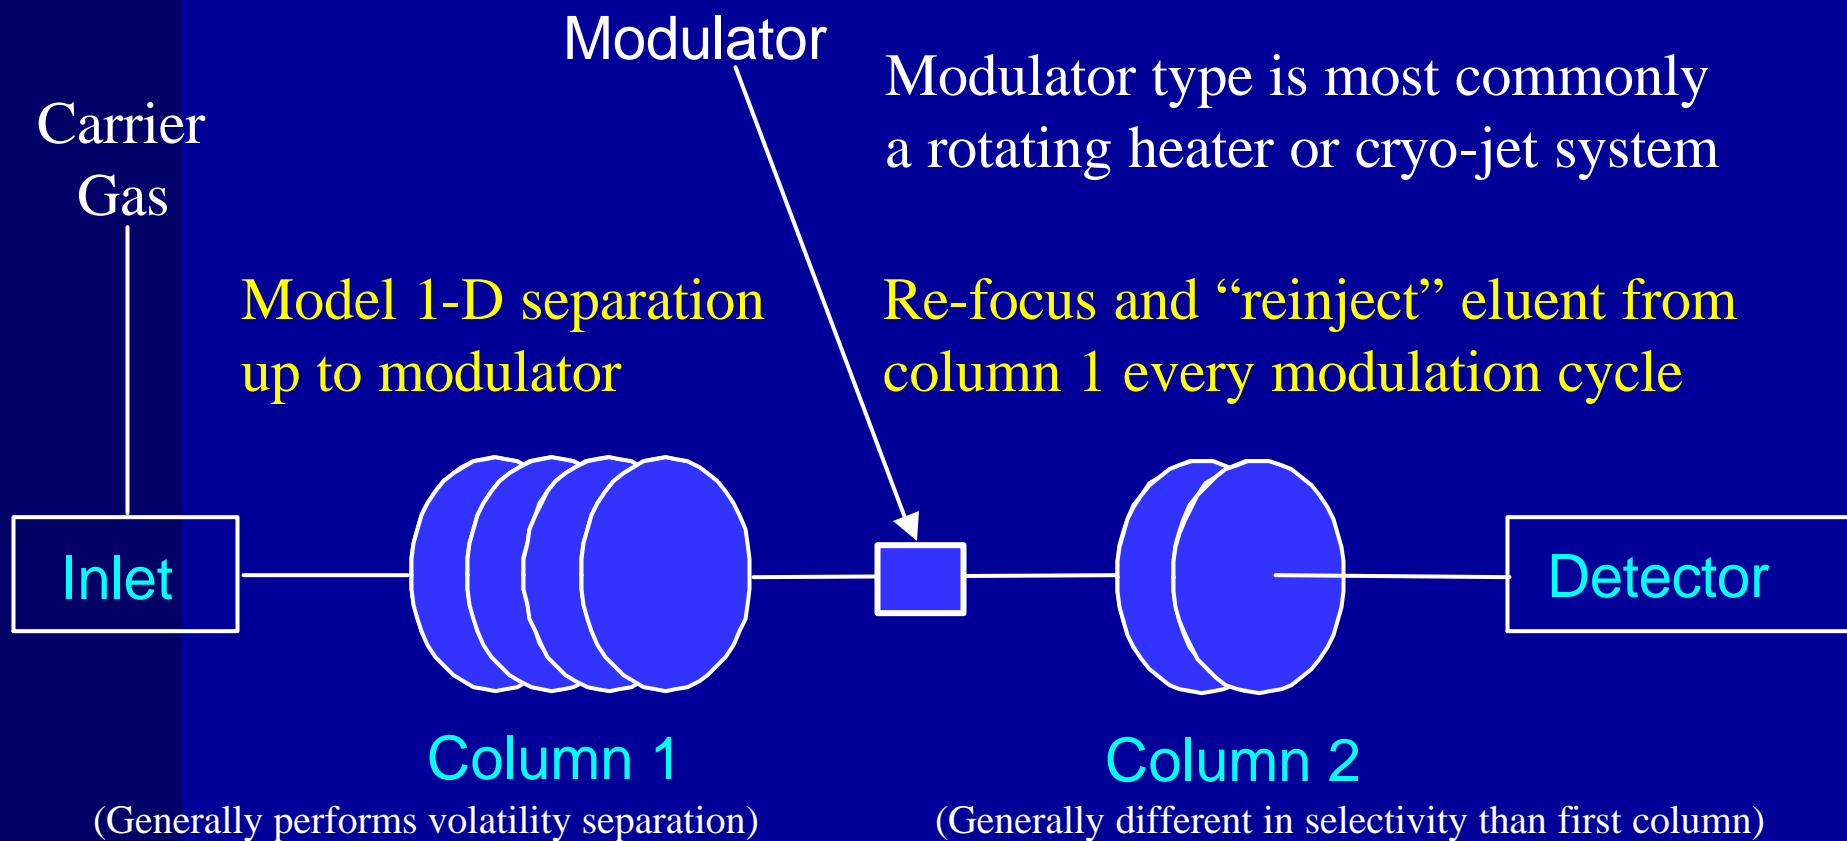 Modulator
Modulator type is most commonly
a rotating heater or cryo-jet system
Carrier
Gas
Model 1-D separation
up to modulator
Re-focus and “reinject” eluent from
column 1 every modulation cycle
Inlet
Detector
Column 1
(Generally performs volatility separation)
Column 2
(Generally different in selectivity than first column)